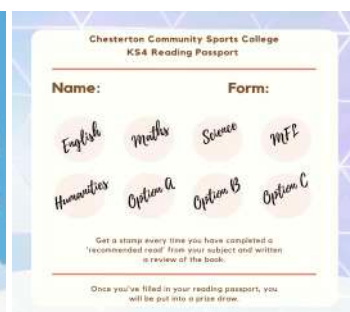 Chesterton Community Sports College
KS4 Reading Passport
Name: Form:
English Maths Science MFL
Humanities Option A Option B Option C
Get a stamp every time you have completed a
'recommended read' from your subject and written
a review of the book.
Once you've filled in your reading passport, you
will be put into a prize draw.